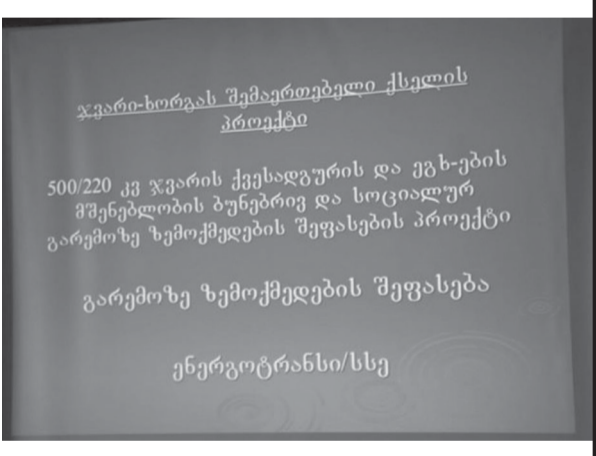 ჯვარი-ხორგას შემაერთებელი ქსელის
პროექტი
500/220 კვ ჯვარის ქვესადგურის და ეგხ-ების
მშენებლობის ბუნებრივ და სოციალურ
გარემოზე ზემოქმედების შეფასების პროექტი
გარემოზე ზემოქმედების შეფასება
ენერგოტრანსი/სსე